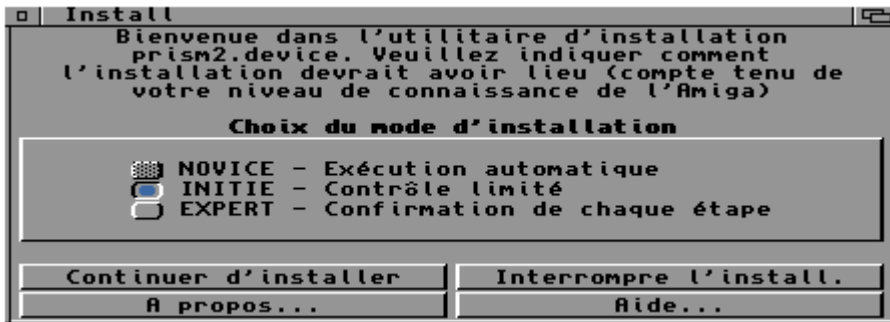 Install
Bienvenue dans l'utilitaire d'installation
prism2.device. Veuillez indiquer comment
l'installation devrait avoir lieu (compte tenu de
votre niveau de connaissance de l'Amiga)
Choix du mode d'installation
NOVICE - Exécution automatique
INITIE - Contrôle limité
EXPERT - Confirmation de chaque étape
Continuer d'installer
Interrompre l'install.
A propos...
Aide...